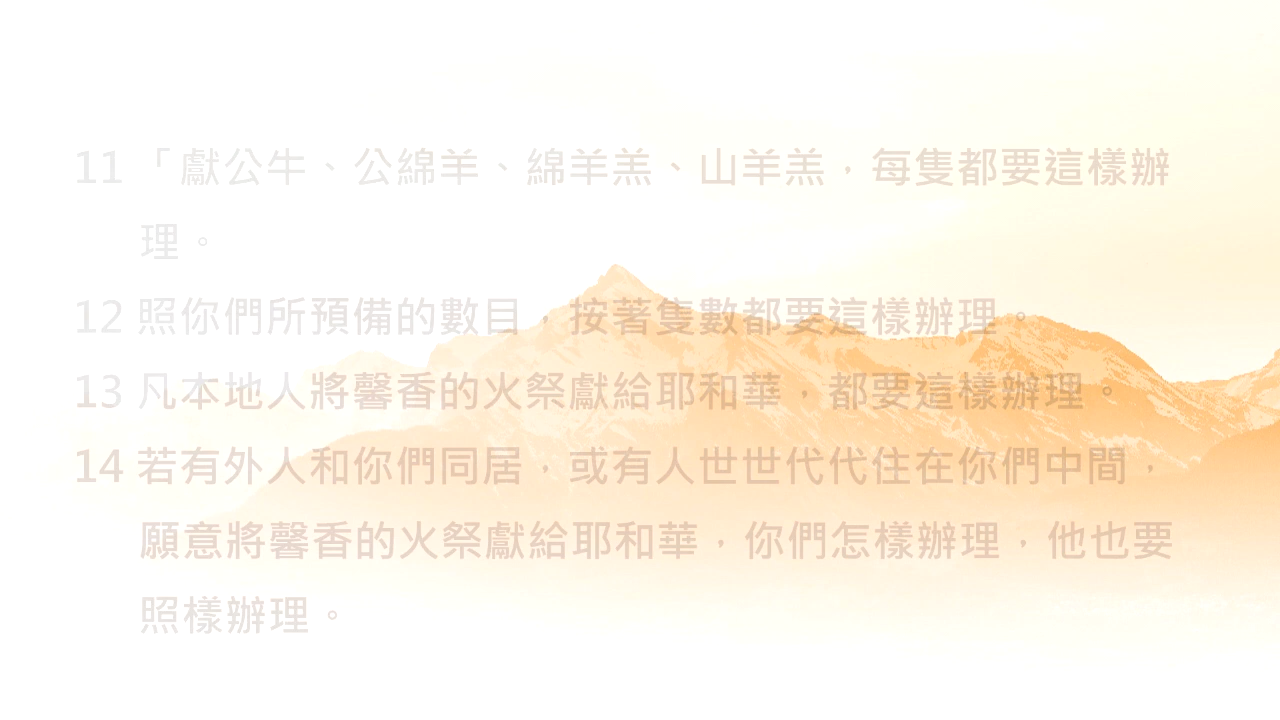 11 「獻公牛、公綿羊、綿羊羔、山羊羔，每隻都要這樣辦
理。
12 照你們所預備的數目，按著隻數都要這樣辦理。
13 凡本地人將馨香的火祭獻給耶和華，都要這樣辦理。
14 若有外人和你們同居，或有人世世代代住在你們中間，
願意將馨香的火祭獻給耶和華，你們怎樣辦理，他也要
照樣辦理。